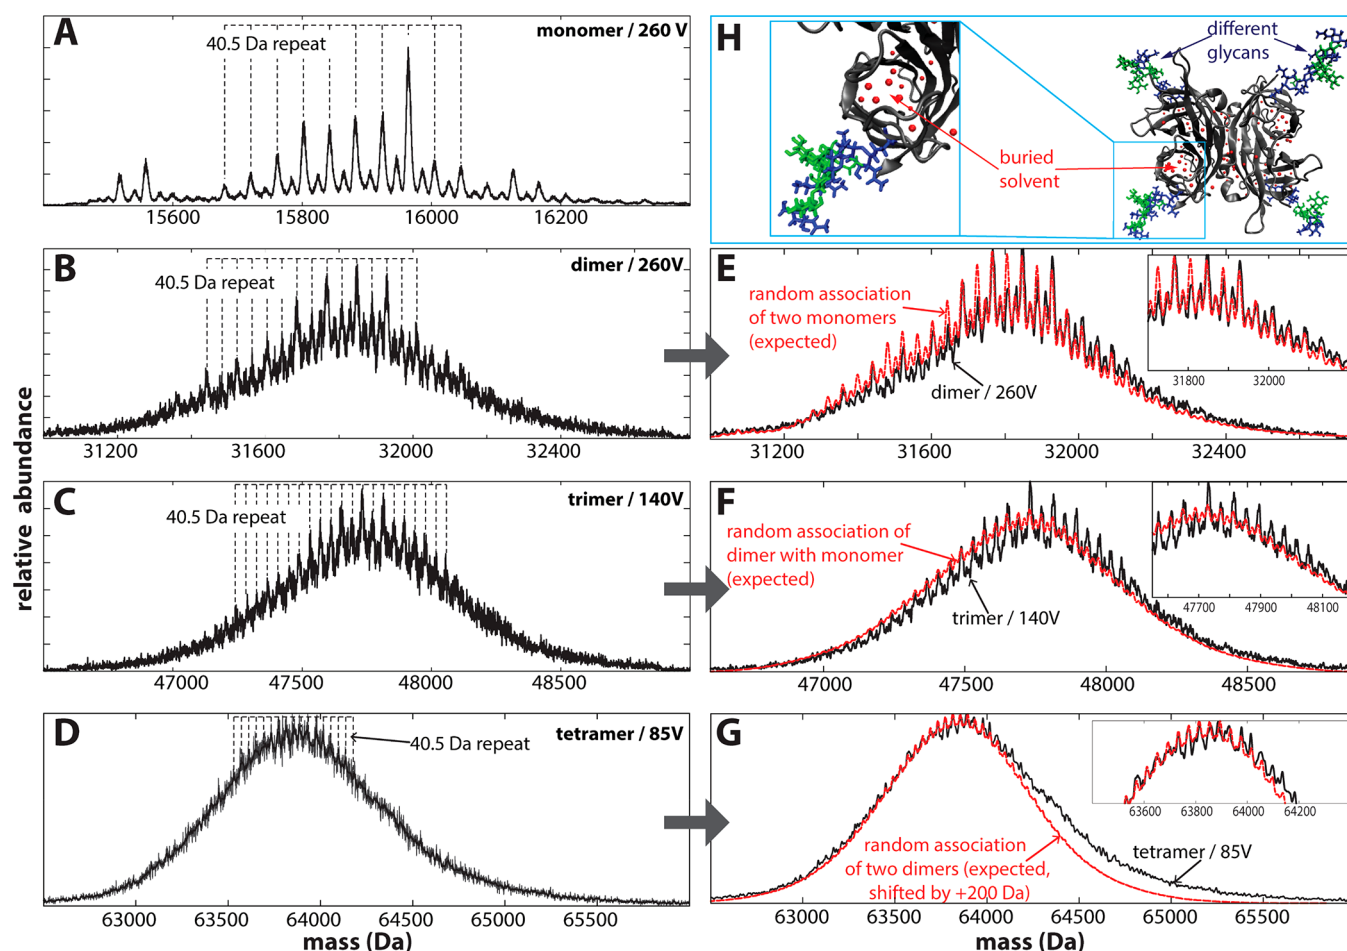 A
monomer / 260 V
40.5 Da repeat
15600
15800
16000
16200
B
dimer / 260V
40.5 Da repeat
31200
31600
32000
32400
C
trimer / 140V
40.5 Da repeat
47000
47500
48000
48500
D
tetramer / 85V
40.5 Da repeat
63000
63500
64000
64500
65000
65500
mass (Da)
relative abundance
H
different
glycans
buried
solvent
E
random association
of two monomers
(expected)
dimer / 260V
31800
32000
31200
31600
32000
32400
F
random association of
dimer with monomer
(expected)
trimer / 140V
47700
47900
48100
47000
47500
48000
48500
G
random association
of two dimers (expected,
shifted by +200 Da)
tetramer / 85V
63600
63800
64000
64200
63000
63500
64000
64500
65000
65500
mass (Da)